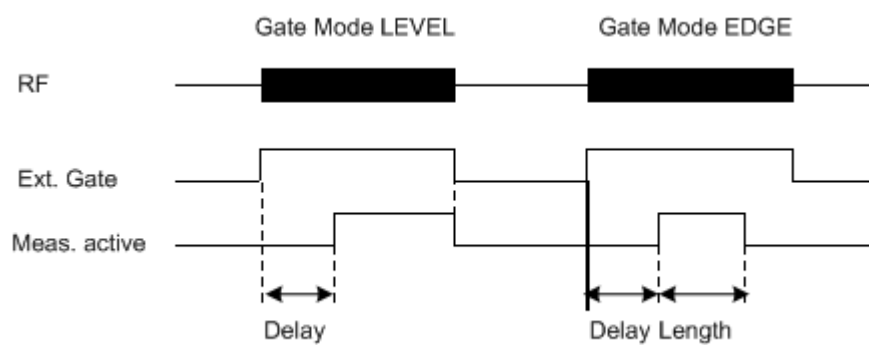 Gate Mode LEVEL Gate Mode EDGE
RF
Ext. Gate
Meas. active
Delay Delay Length